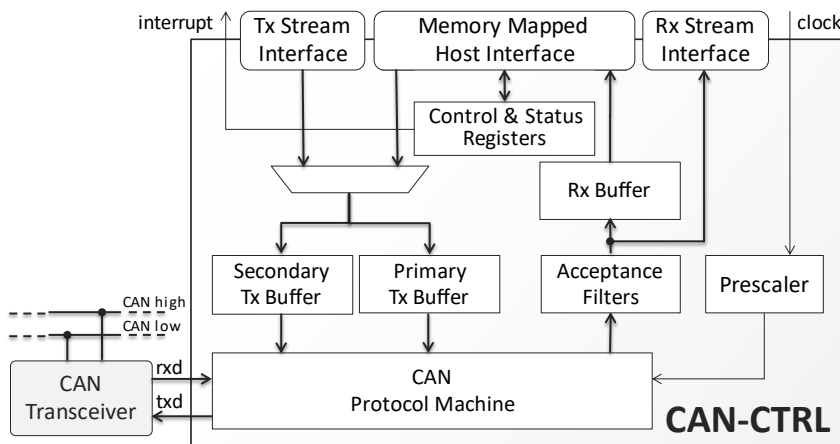 interrupt
Tx Stream
Interface
Memory Mapped
Host Interface
Rx Stream
Interface
clock
Control & Status
Registers
Rx Buffer
Secondary
Tx Buffer
Primary
Tx Buffer
Acceptance
Filters
Prescaler
CAN high
CAN low
CAN
Transceiver
rxd
txd
CAN
Protocol Machine
CAN-CTRL